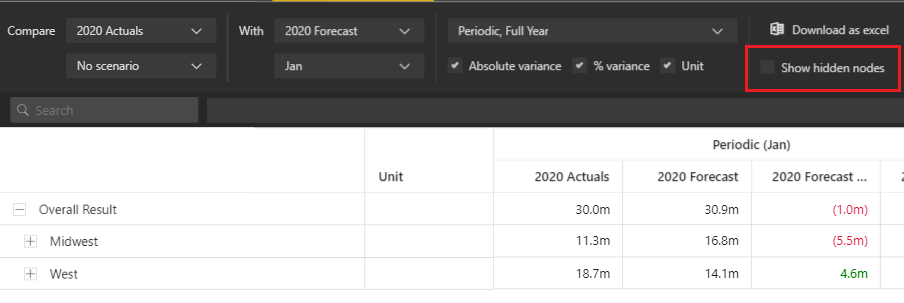 Compare 2020 Actuals With 2020 Forecast Periodic, Full Year Download as excel
No scenario Jan Absolute variance % variance Unit Show hidden nodes
Search
Periodic (Jan)
Unit 2020 Actuals 2020 Forecast 2020 Forecast ... 2
Overall Result 30.0m 30.9m (1.0m)
Midwest 11.3m 16.8m (5.5m)
West 18.7m 14.1m 4.6m